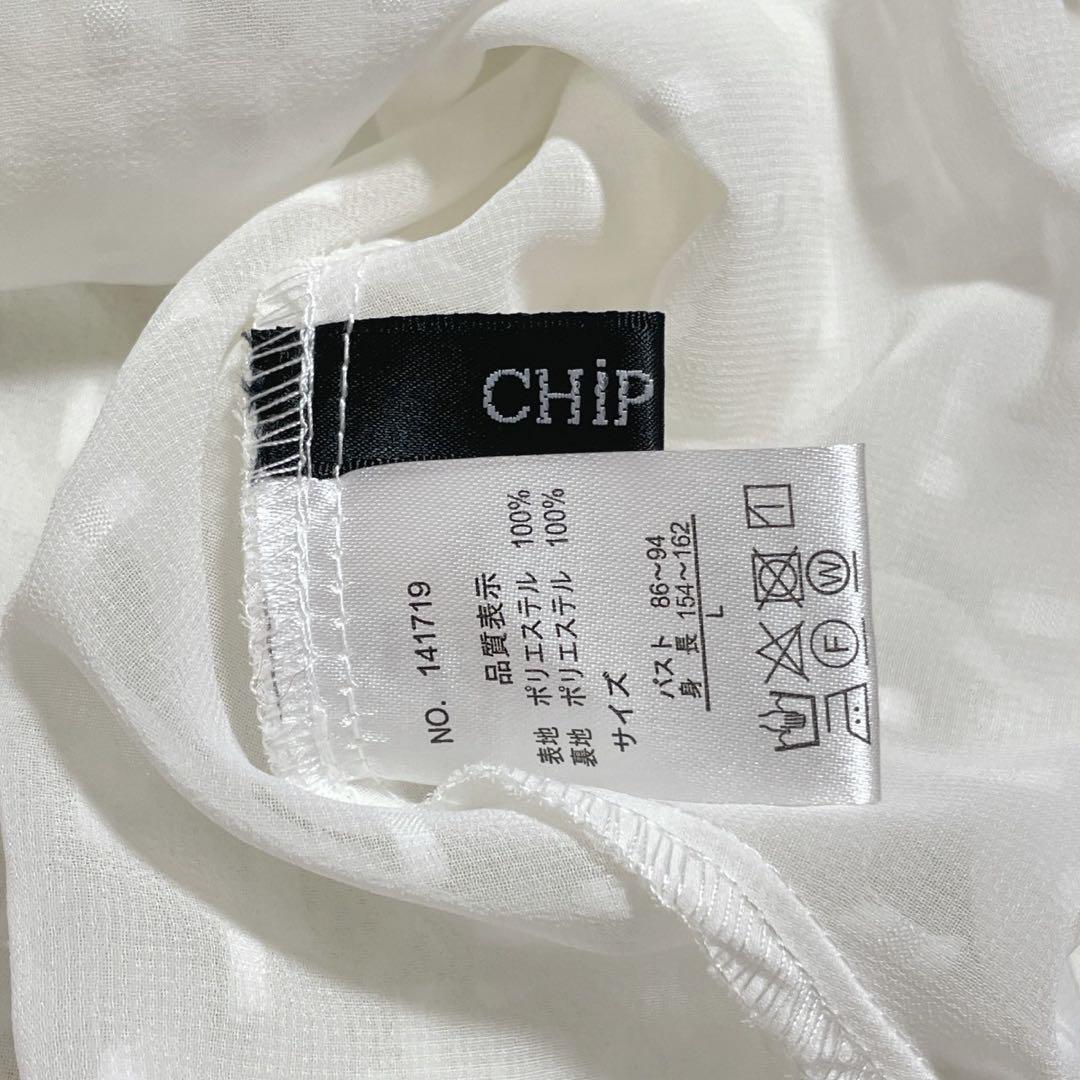 CHiP
NO. 141719
品質表示
表地 ポリエステル 100%
裏地 ポリエステル 100%
サイズ
バスト 86~94
身 長 154~162
L
F
W